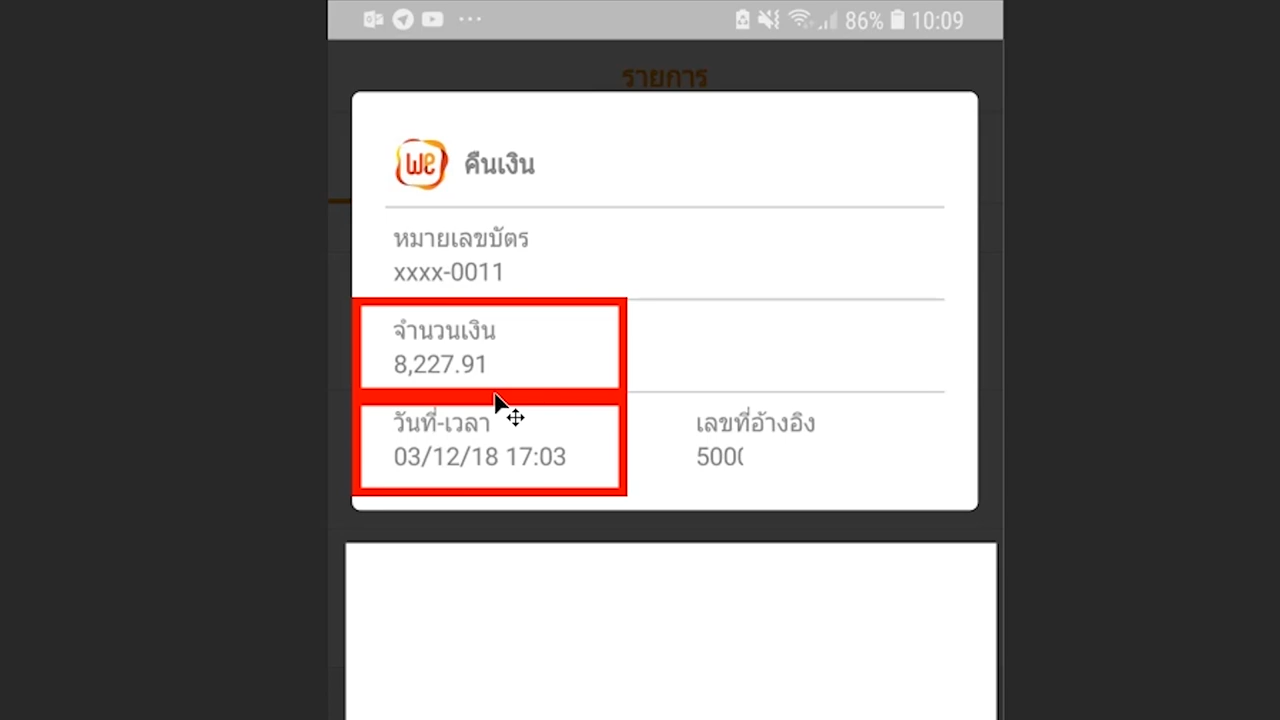 86% 10:09
รายการ
we คืนเงิน
หมายเลขบัตร
xxxx-0011
จำนวนเงิน
8,227.91
วันที่-เวลา
03/12/18 17:03
เลขที่อ้างอิง
500